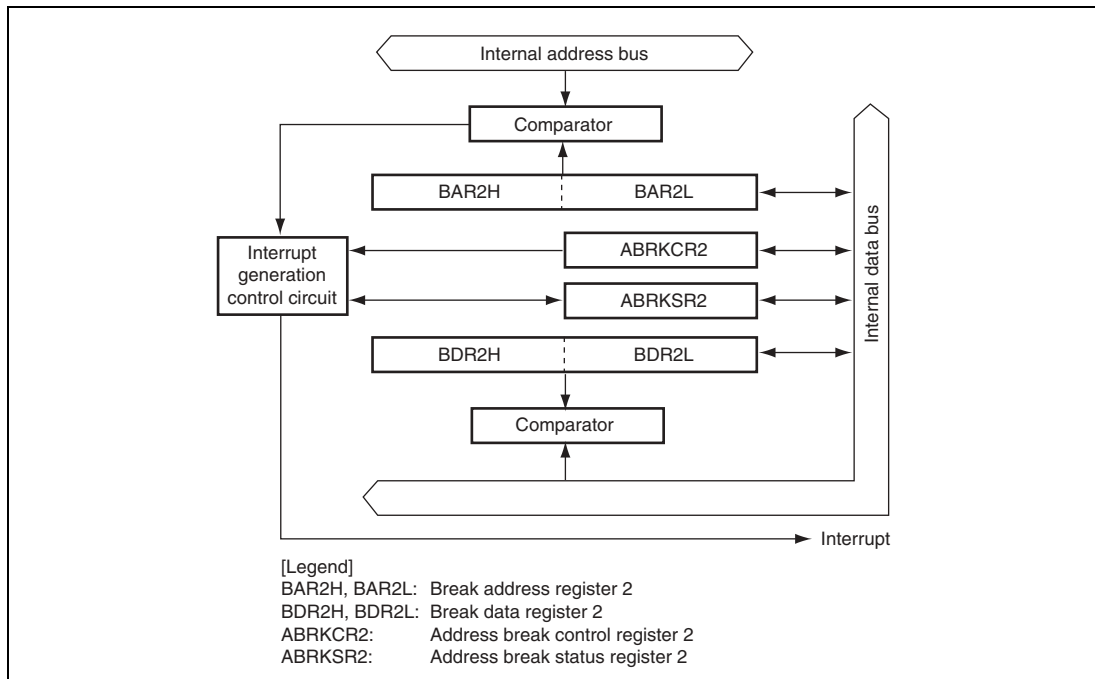 Internal address bus
Comparator
BAR2H BAR2L
ABRKCR2
Interrupt
generation
control circuit
ABRKSR2
Internal data bus
BDR2H BDR2L
Comparator
Interrupt
[Legend]
BAR2H, BAR2L: Break address register 2
BDR2H, BDR2L: Break data register 2
ABRKCR2: Address break control register 2
ABRKSR2: Address break status register 2